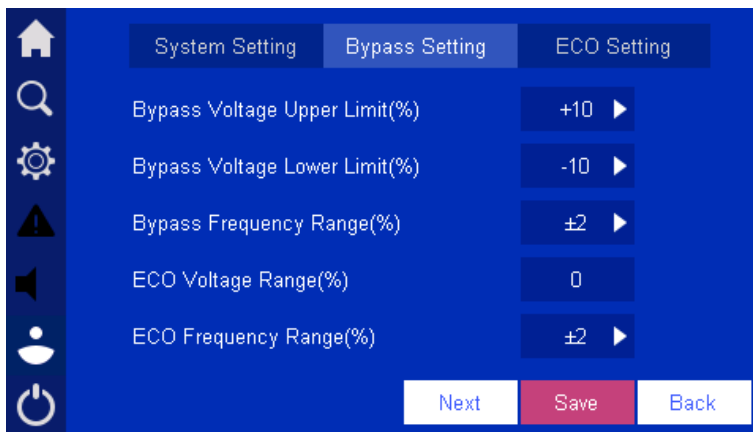 System Setting Bypass Setting ECO Setting
Bypass Voltage Upper Limit(%) +10
Bypass Voltage Lower Limit(%) -10
Bypass Frequency Range(%) ±2
ECO Voltage Range(%) 0
ECO Frequency Range(%) ±2
Next Save Back